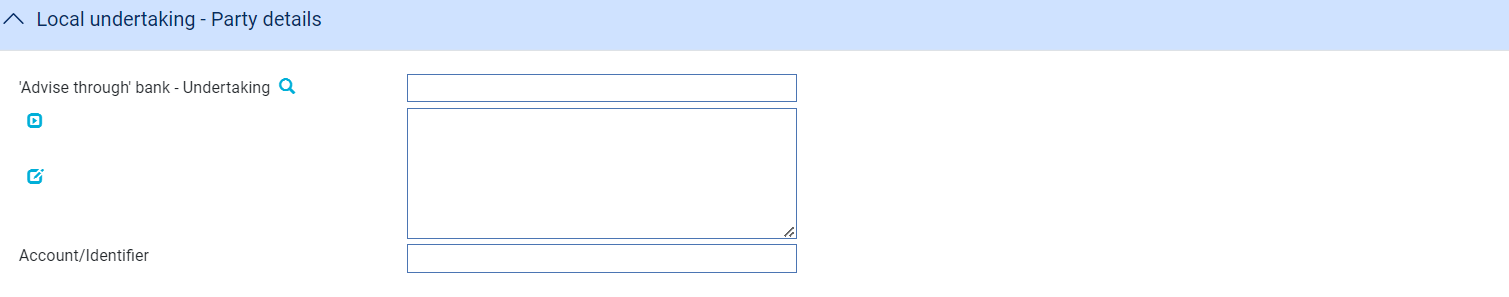 Local undertaking - Party details
'Advise through' bank - Undertaking
Account/Identifier